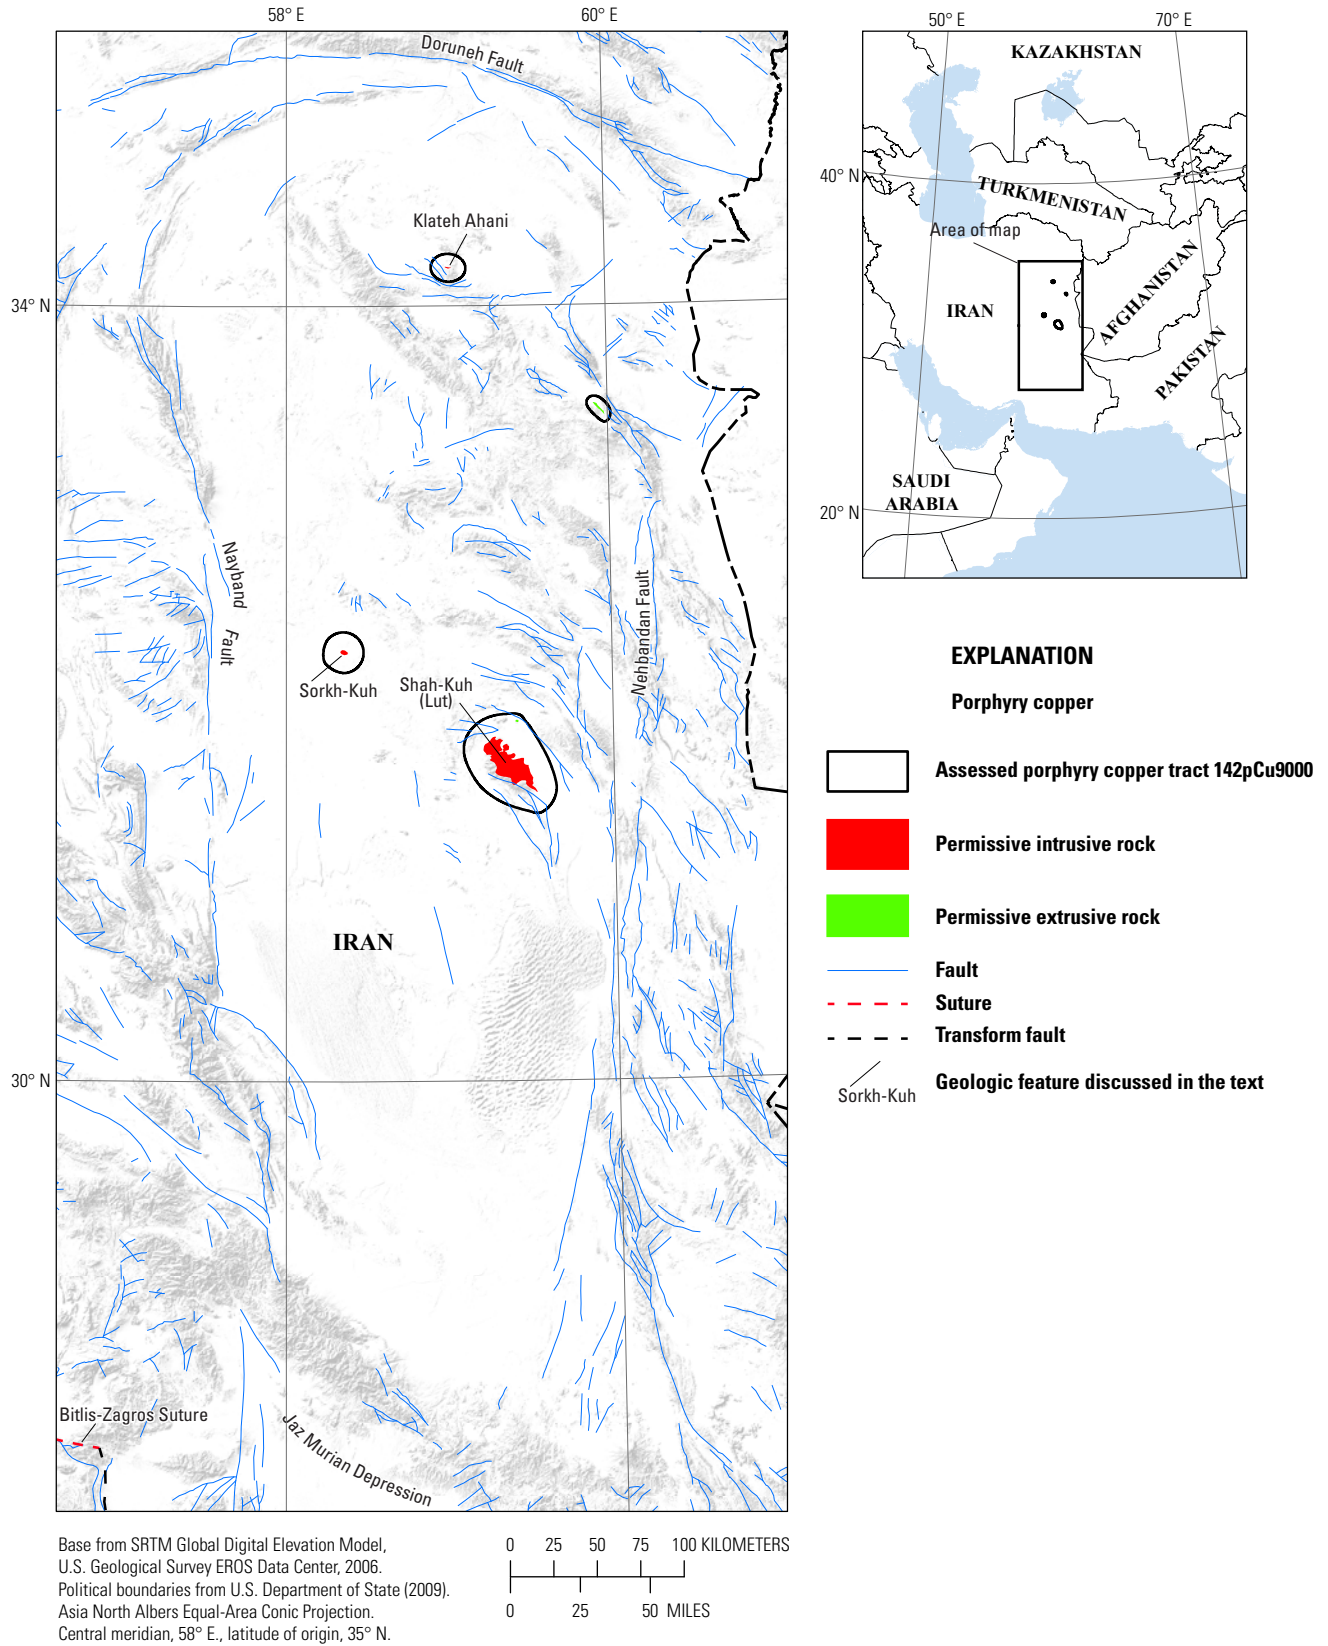 58° E
60° E
Doruneh Fault
Klateh Ahani
34° N
Nayband
Fault
Nehbandan Fault
Sorkh-Kuh
Shah-Kuh
(Lut)
IRAN
30° N
Bitlis-Zagros Suture
Jaz Murian Depression
50° E
70° E
KAZAKHSTAN
40° N
TURKMENISTAN
Area of map
IRAN
AFGHANISTAN
PAKISTAN
SAUDI
ARABIA
20° N
EXPLANATION
Porphyry copper
Assessed porphyry copper tract 142pCu9000
Permissive intrusive rock
Permissive extrusive rock
Fault
Suture
Transform fault
Sorkh-Kuh
Geologic feature discussed in the text
Base from SRTM Global Digital Elevation Model,
U.S. Geological Survey EROS Data Center, 2006.
Political boundaries from U.S. Department of State (2009).
Asia North Albers Equal-Area Conic Projection.
Central meridian, 58° E., latitude of origin, 35° N.
0 25 50 75 100 KILOMETERS
0 25 50 MILES